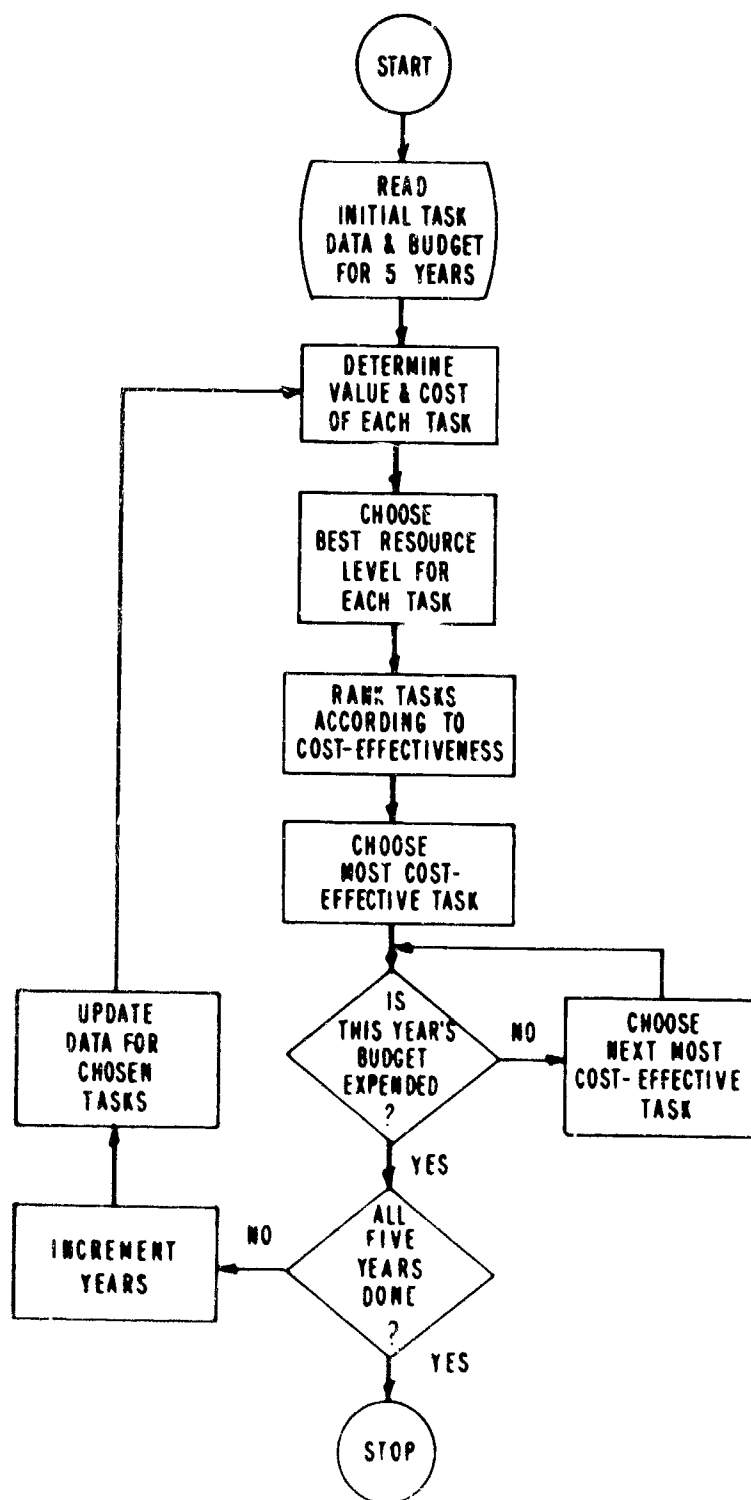 START
READ
INITIAL TASK
DATA & BUDGET
FOR 5 YEARS
DETERMINE
VALUE & COST
OF EACH TASK
CHOOSE
BEST RESOURCE
LEVEL FOR
EACH TASK
RANK TASKS
ACCORDING TO
COST-EFFECTIVENESS
CHOOSE
MOST COST-
EFFECTIVE TASK
IS
THIS YEAR'S
BUDGET
EXPENDED
?
NO
CHOOSE
NEXT MOST
COST-EFFECTIVE
TASK
YES
ALL
FIVE
YEARS
DONE
?
NO
INCREMENT
YEARS
UPDATE
DATA FOR
CHOSEN
TASKS
YES
STOP